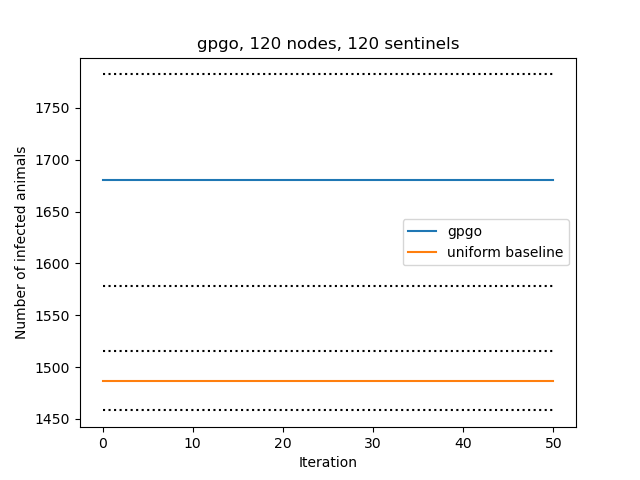 gpgo, 120 nodes, 120 sentinels
Number of infected animals
1750
1700
1650
1600
1550
1500
1450
gpgo
uniform baseline
0 10 20 30 40 50
Iteration